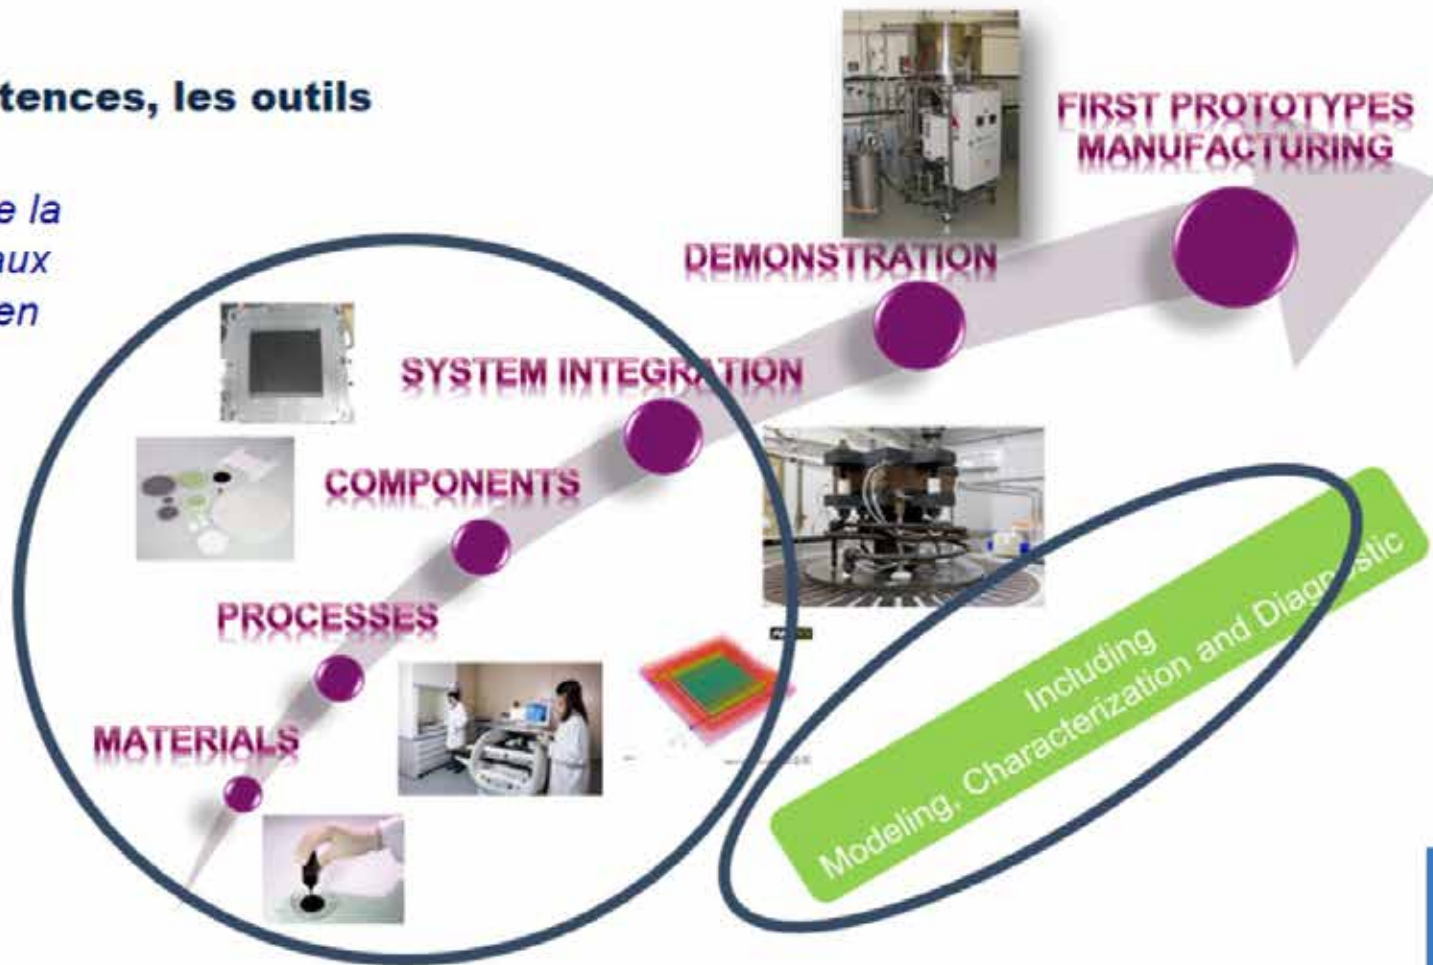 tences, les outils
e la
aux
en
FIRST PROTOTYPES
MANUFACTURING
DEMONSTRATION
SYSTEM INTEGRATION
COMPONENTS
PROCESSES
MATERIALS
Including
Modeling, Characterization and Diagnostic